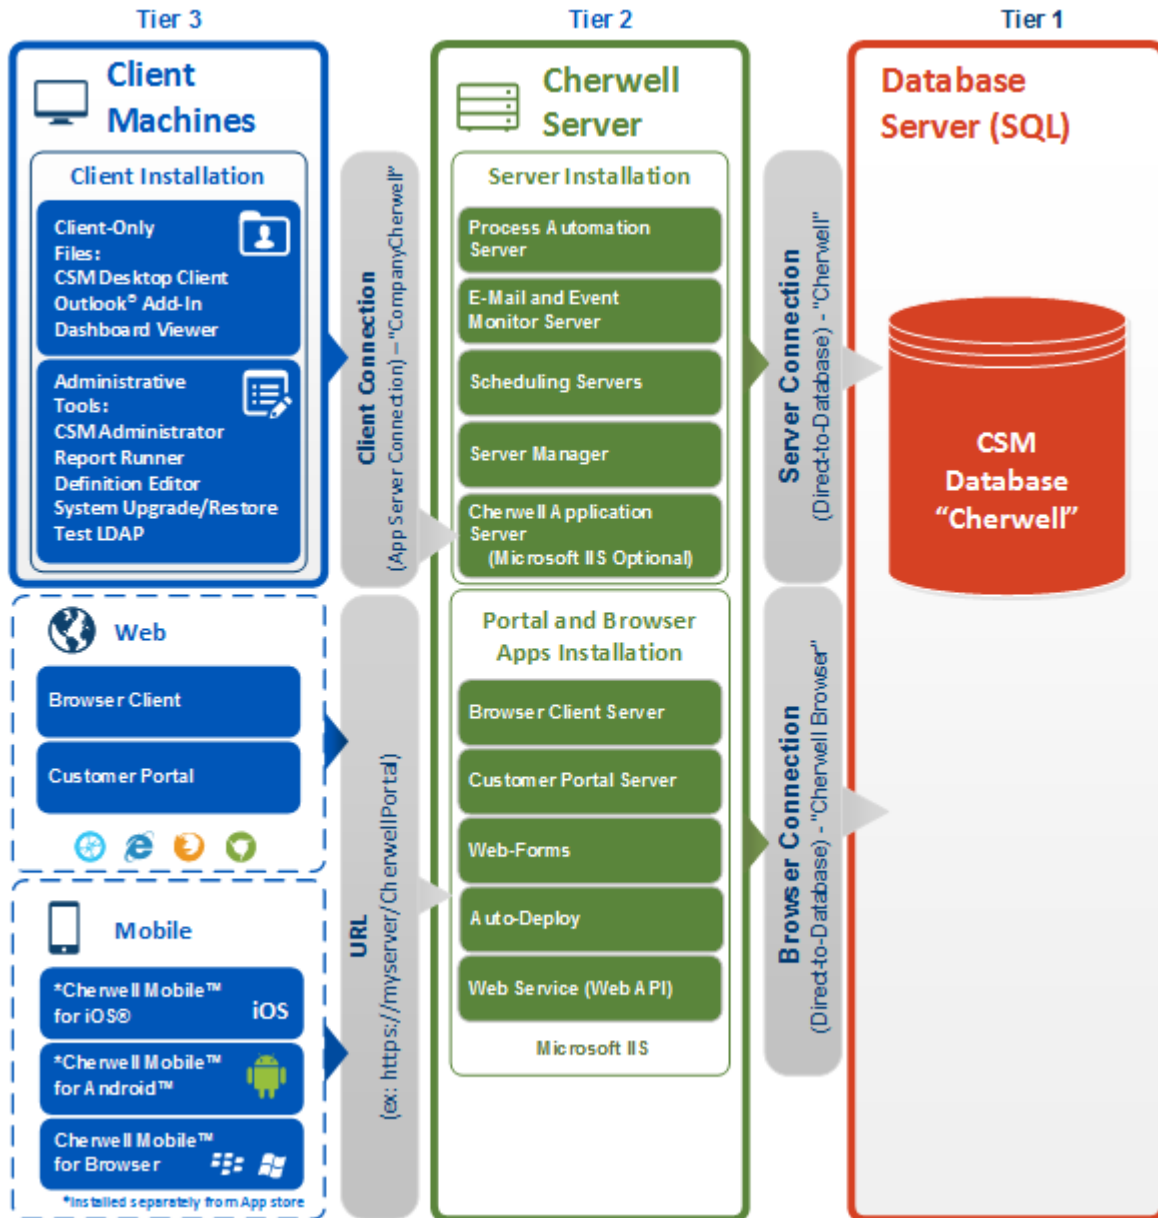 Tier 3
Tier 2
Tier 1
Client
Machines
Client Installation
Client-Only
Files:
CSM Desktop Client
Outlook® Add-In
Dashboard Viewer
Administrative
Tools:
CSM Administrator
Report Runner
Definition Editor
System Upgrade/Restore
Test LDAP
Web
Browser Client
Customer Portal
Mobile
*Cherwell Mobile™
for iOS®
iOS
*Cherwell Mobile™
for Android™
Cherwell Mobile™
for Browser
*Installed separately from App store
Client Connection
(App Server Connection) – "CompanyCherwell"
URL
(ex: https://myserver/CherwellPortal)
Cherwell
Server
Server Installation
Process Automation
Server
E-Mail and Event
Monitor Server
Scheduling Servers
Server Manager
Cherwell Application
Server
(Microsoft IIS Optional)
Portal and Browser
Apps Installation
Browser Client Server
Customer Portal Server
Web-Forms
Auto-Deploy
Web Service (Web API)
Microsoft IIS
Server Connection
(Direct-to-Database) - "Cherwell"
Browser Connection
(Direct-to-Database) - "Cherwell Browser"
Database
Server (SQL)
CSM
Database
“Cherwell”